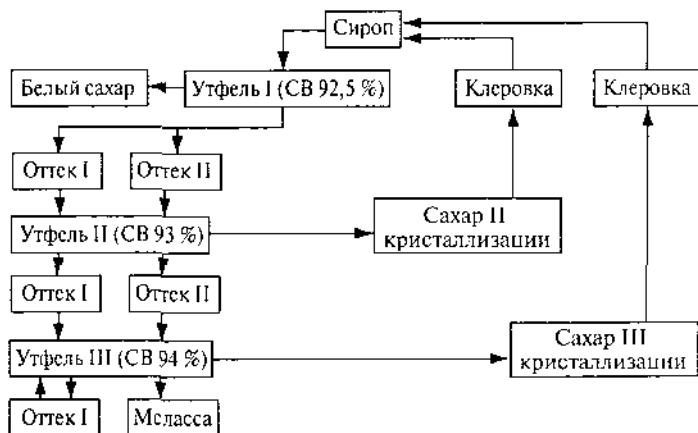 Сироп
Белый сахар
Утфель I (СВ 92,5 %)
Клеровка
Клеровка
Оттек I
Оттек II
Утфель II (СВ 93 %)
Сахар II
кристаллизации
Оттек I
Оттек II
Утфель III (СВ 94 %)
Сахар III
кристаллизации
Оттек I
Меласса